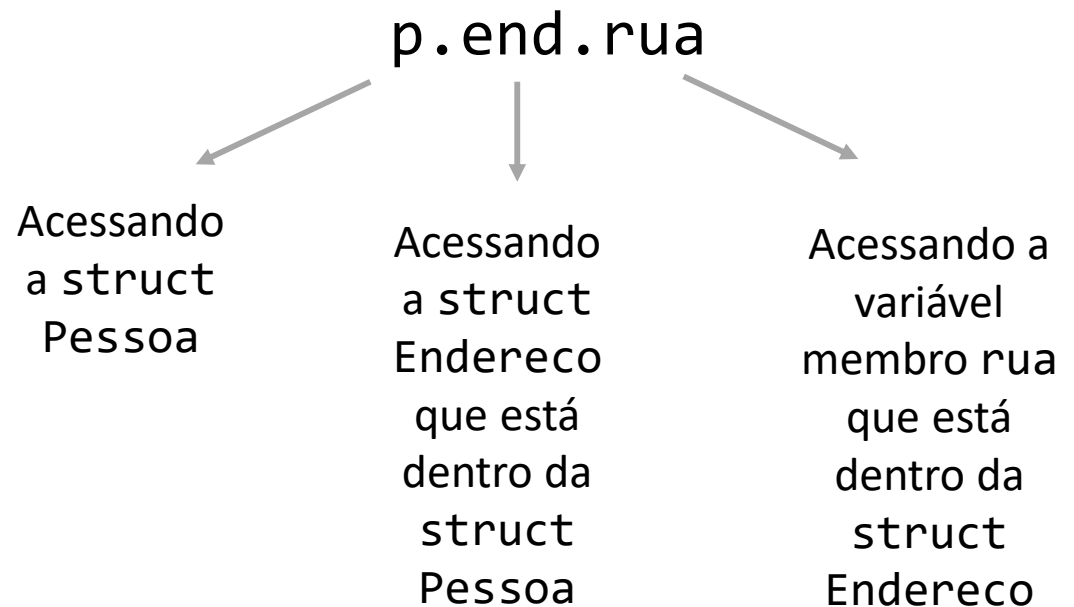 p.end.rua
Acessando
a struct
Pessoa
Acessando
a struct
Endereco
que está
dentro da
struct
Pessoa
Acessando a
variável
membro rua
que está
dentro da
struct
Endereco